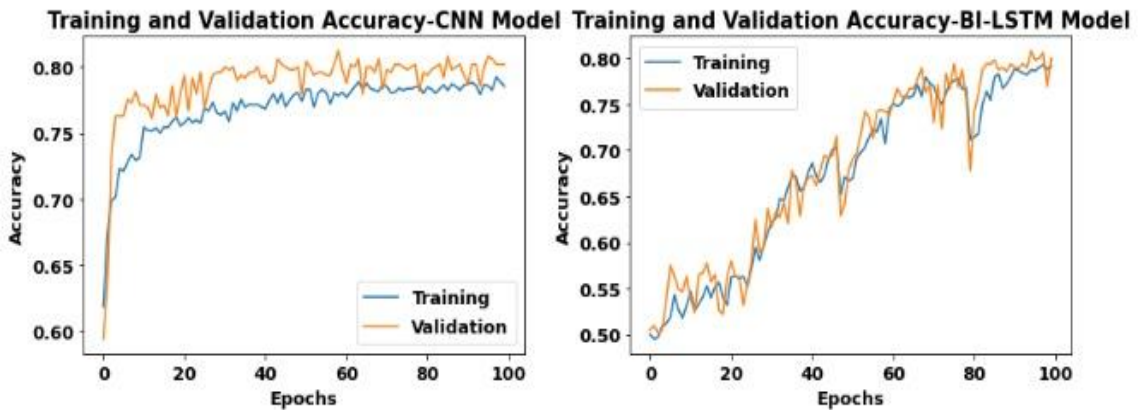 Training and Validation Accuracy-CNN Model
0.80
0.75
0.70
0.65
0.60
Accuracy
Training
Validation
0 20 40 60 80 100
Epochs
Training and Validation Accuracy-BI-LSTM Model
0.80
0.75
0.70
0.65
0.60
0.55
0.50
Accuracy
Training
Validation
0 20 40 60 80 100
Epochs